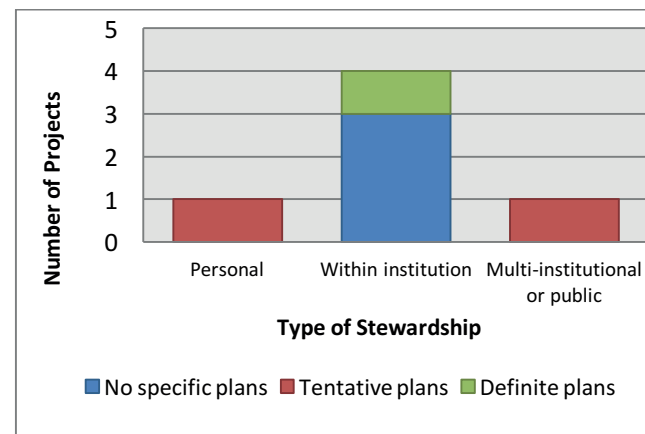 5
4
3
2
1
0
Number of Projects
Personal
Within institution
Multi-institutional
or public
Type of Stewardship
No specific plans
Tentative plans
Definite plans